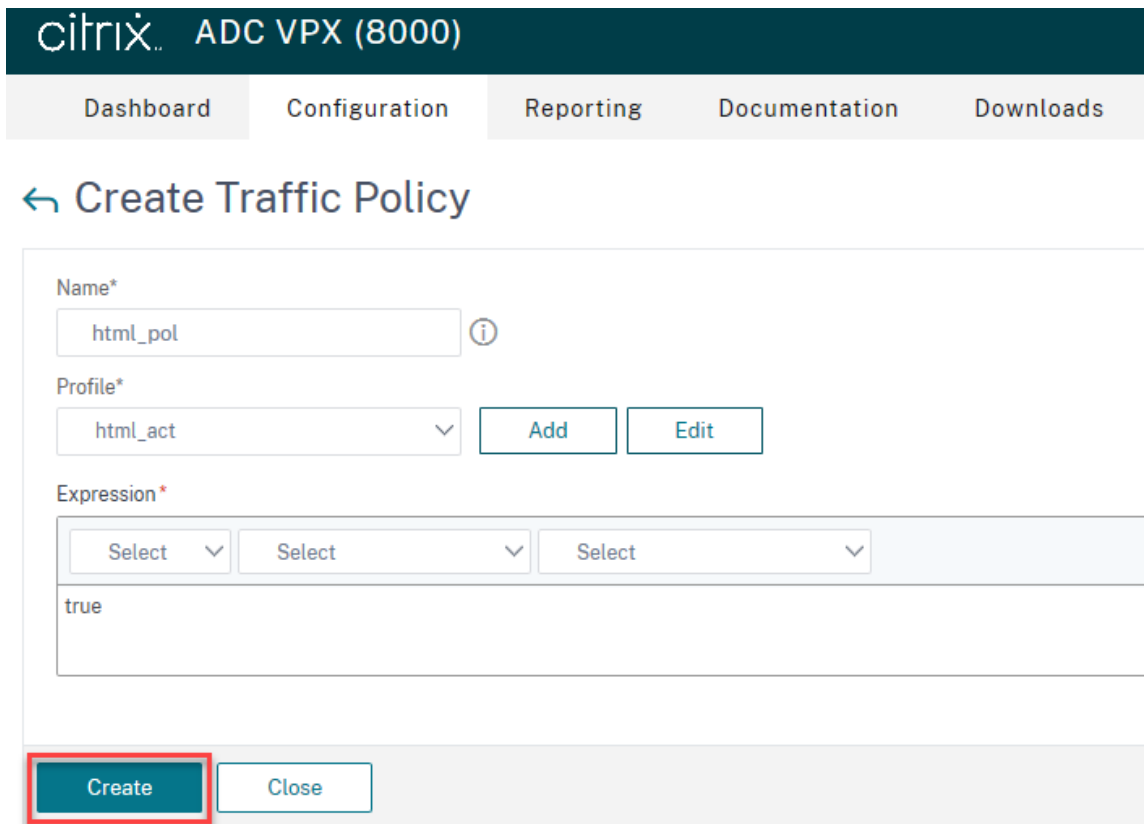 citrix. ADC VPX (8000)
Dashboard Configuration Reporting Documentation Downloads
Create Traffic Policy
Name*
html_pol
Profile*
html_act Add Edit
Expression*
Select Select Select
true
Create Close